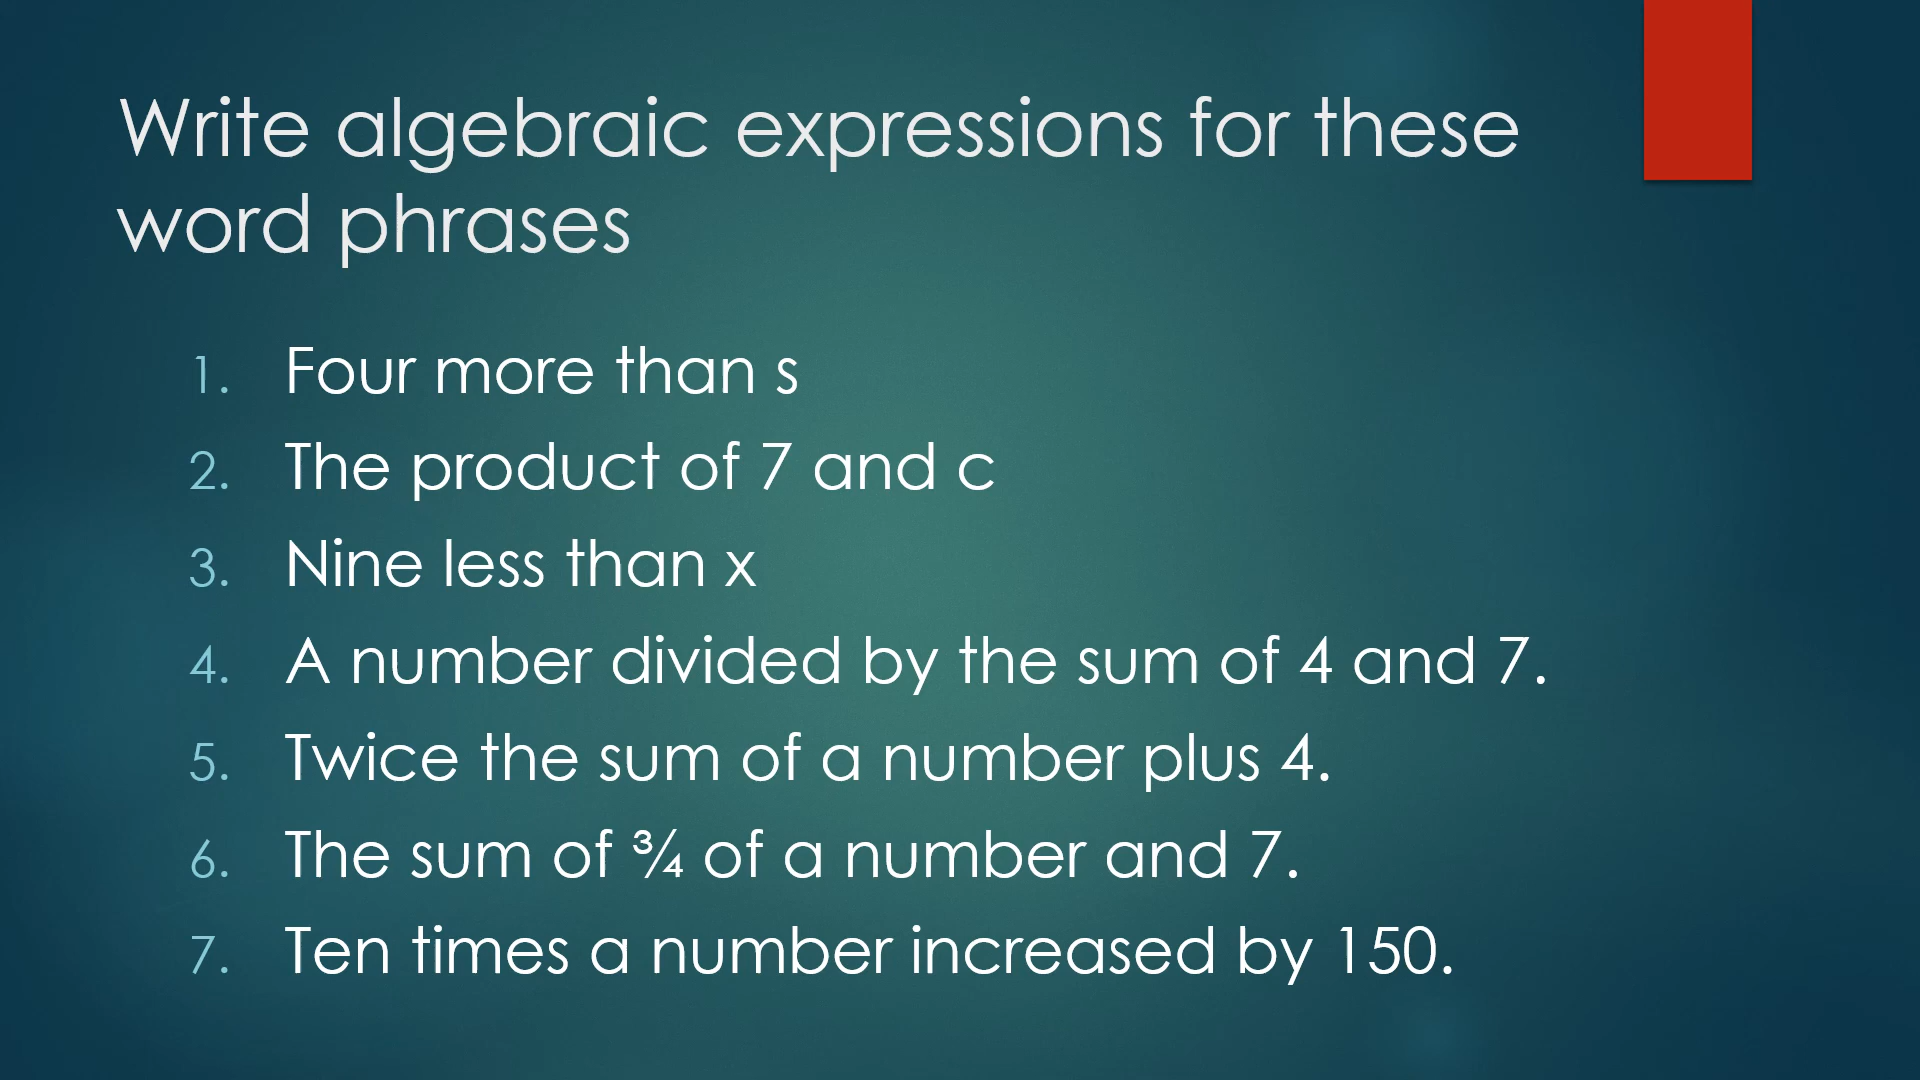 Write algebraic expressions for these
word phrases
1. Four more than s
2. The product of 7 and c
3. Nine less than x
4. A number divided by the sum of 4 and 7.
5. Twice the sum of a number plus 4.
6. The sum of ¾ of a number and 7.
7. Ten times a number increased by 150.